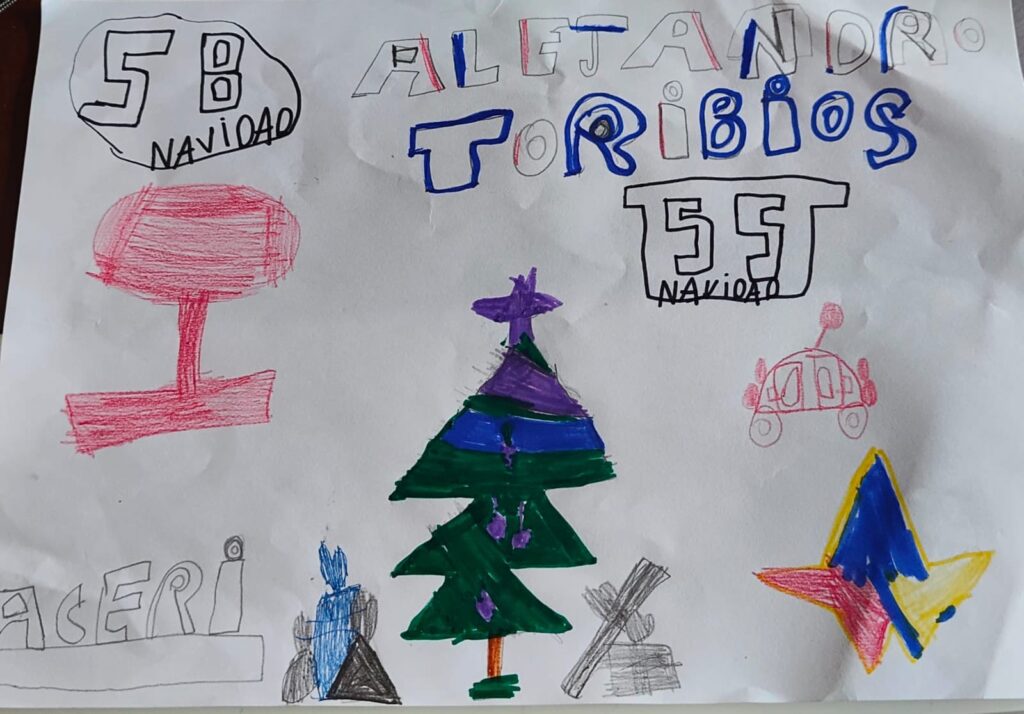 5B
NAViDAD
ALEJANDRO
TORiBiOS
55
NAViDAD
ACERi